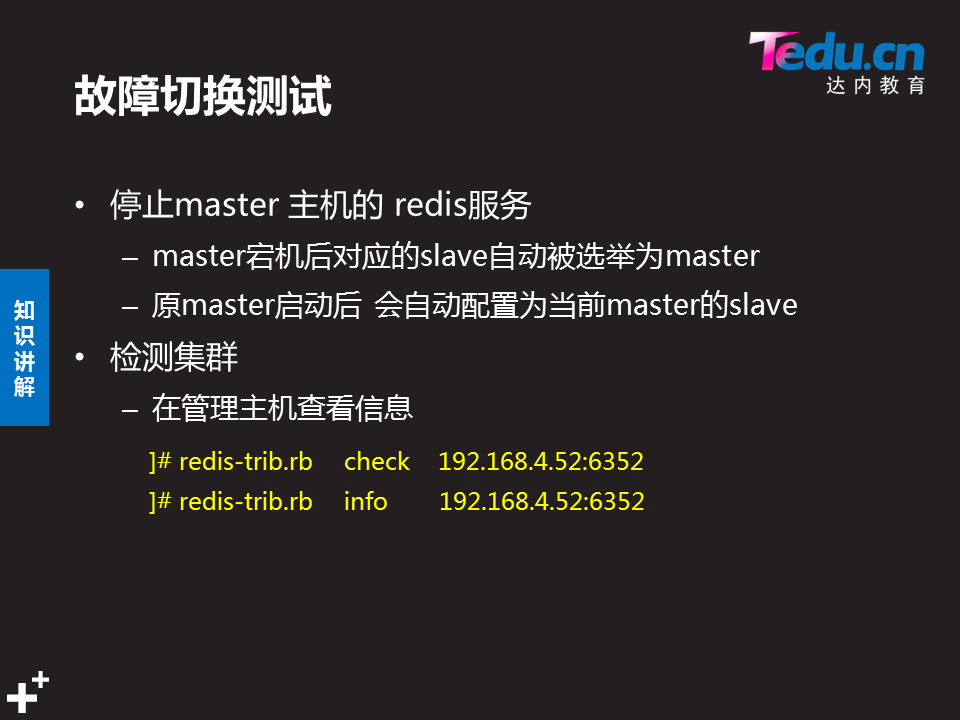 Tedu.cn
达内教育
故障切换测试
• 停止master 主机的 redis服务
– master宕机后对应的slave自动被选举为master
– 原master启动后 会自动配置为当前master的slave
知识讲解
• 检测集群
– 在管理主机查看信息
]# redis-trib.rb check 192.168.4.52:6352
]# redis-trib.rb info 192.168.4.52:6352